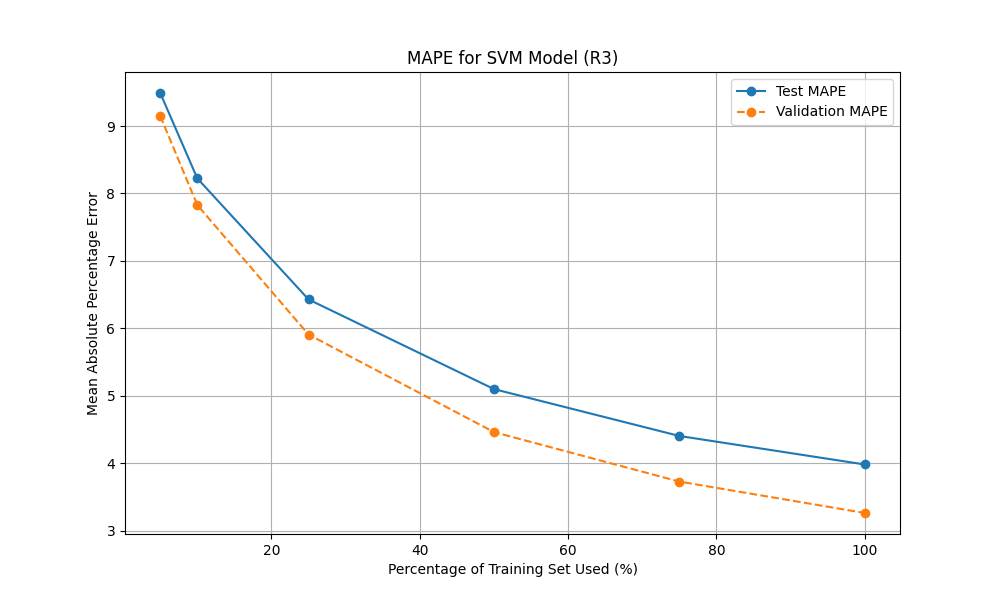 MAPE for SVM Model (R3)
Test MAPE
Validation MAPE
Mean Absolute Percentage Error
9
8
7
6
5
4
3
20 40 60 80 100
Percentage of Training Set Used (%)